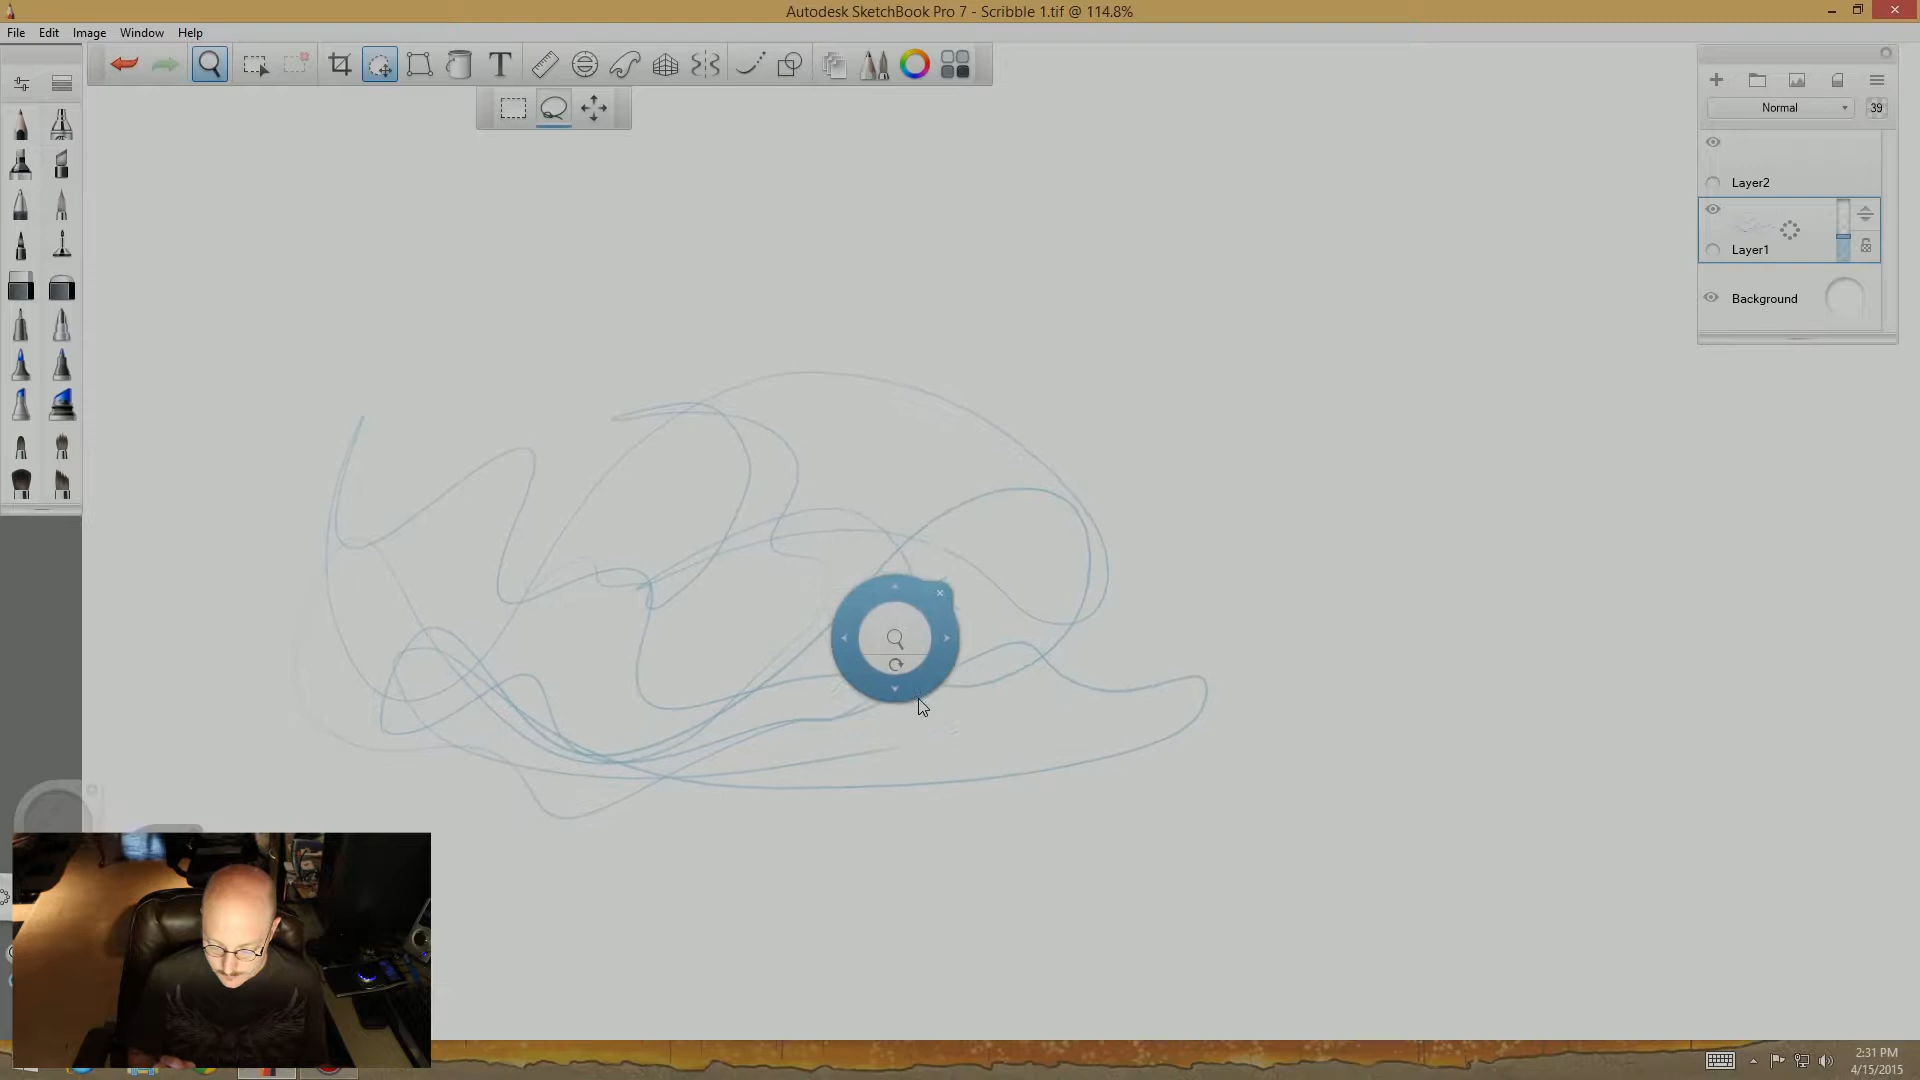 Autodesk SketchBook Pro 7 - Scribble 1.tif @ 114.8%
File Edit Image Window Help
T
Normal 39
Layer2
Layer1
Background
2:31 PM
4/15/2015